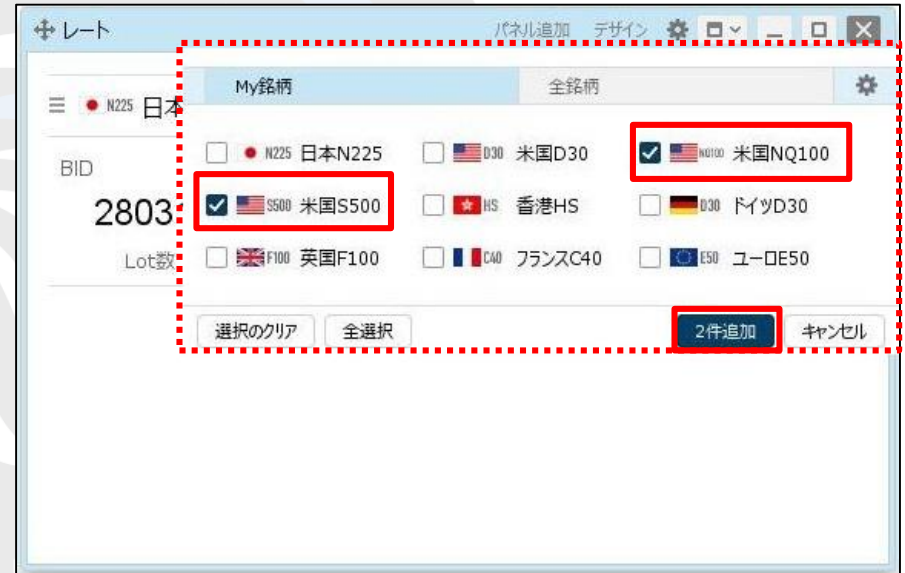 レート パネル追加 デザイン
My銘柄 全銘柄
N225 日本
N225 日本N225 D30 米国D30 NQ100 米国NQ100
BID
2803
S500 米国S500 HS 香港HS D30 ドイツD30
Lot数
F100 英国F100 C40 フランスC40 E50 ユーロE50
選択のクリア 全選択 2件追加 キャンセル